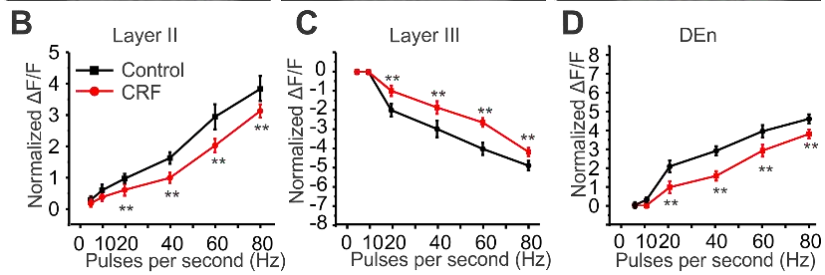 B
Layer II
Normalized ΔF/F
5
4
3
2
1
0
Control
CRF
**
**
**
**
0 10 20 40 60 80
Pulses per second (Hz)
C
Layer III
Normalized ΔF/F
0
-2
-3
-4
-5
-6
-7
-8
**
**
**
**
0 10 20 40 60 80
Pulses per second (Hz)
D
DEn
Normalized ΔF/F
8
7
6
5
4
3
2
1
0
**
**
**
**
0 10 20 40 60 80
Pulses per second (Hz)